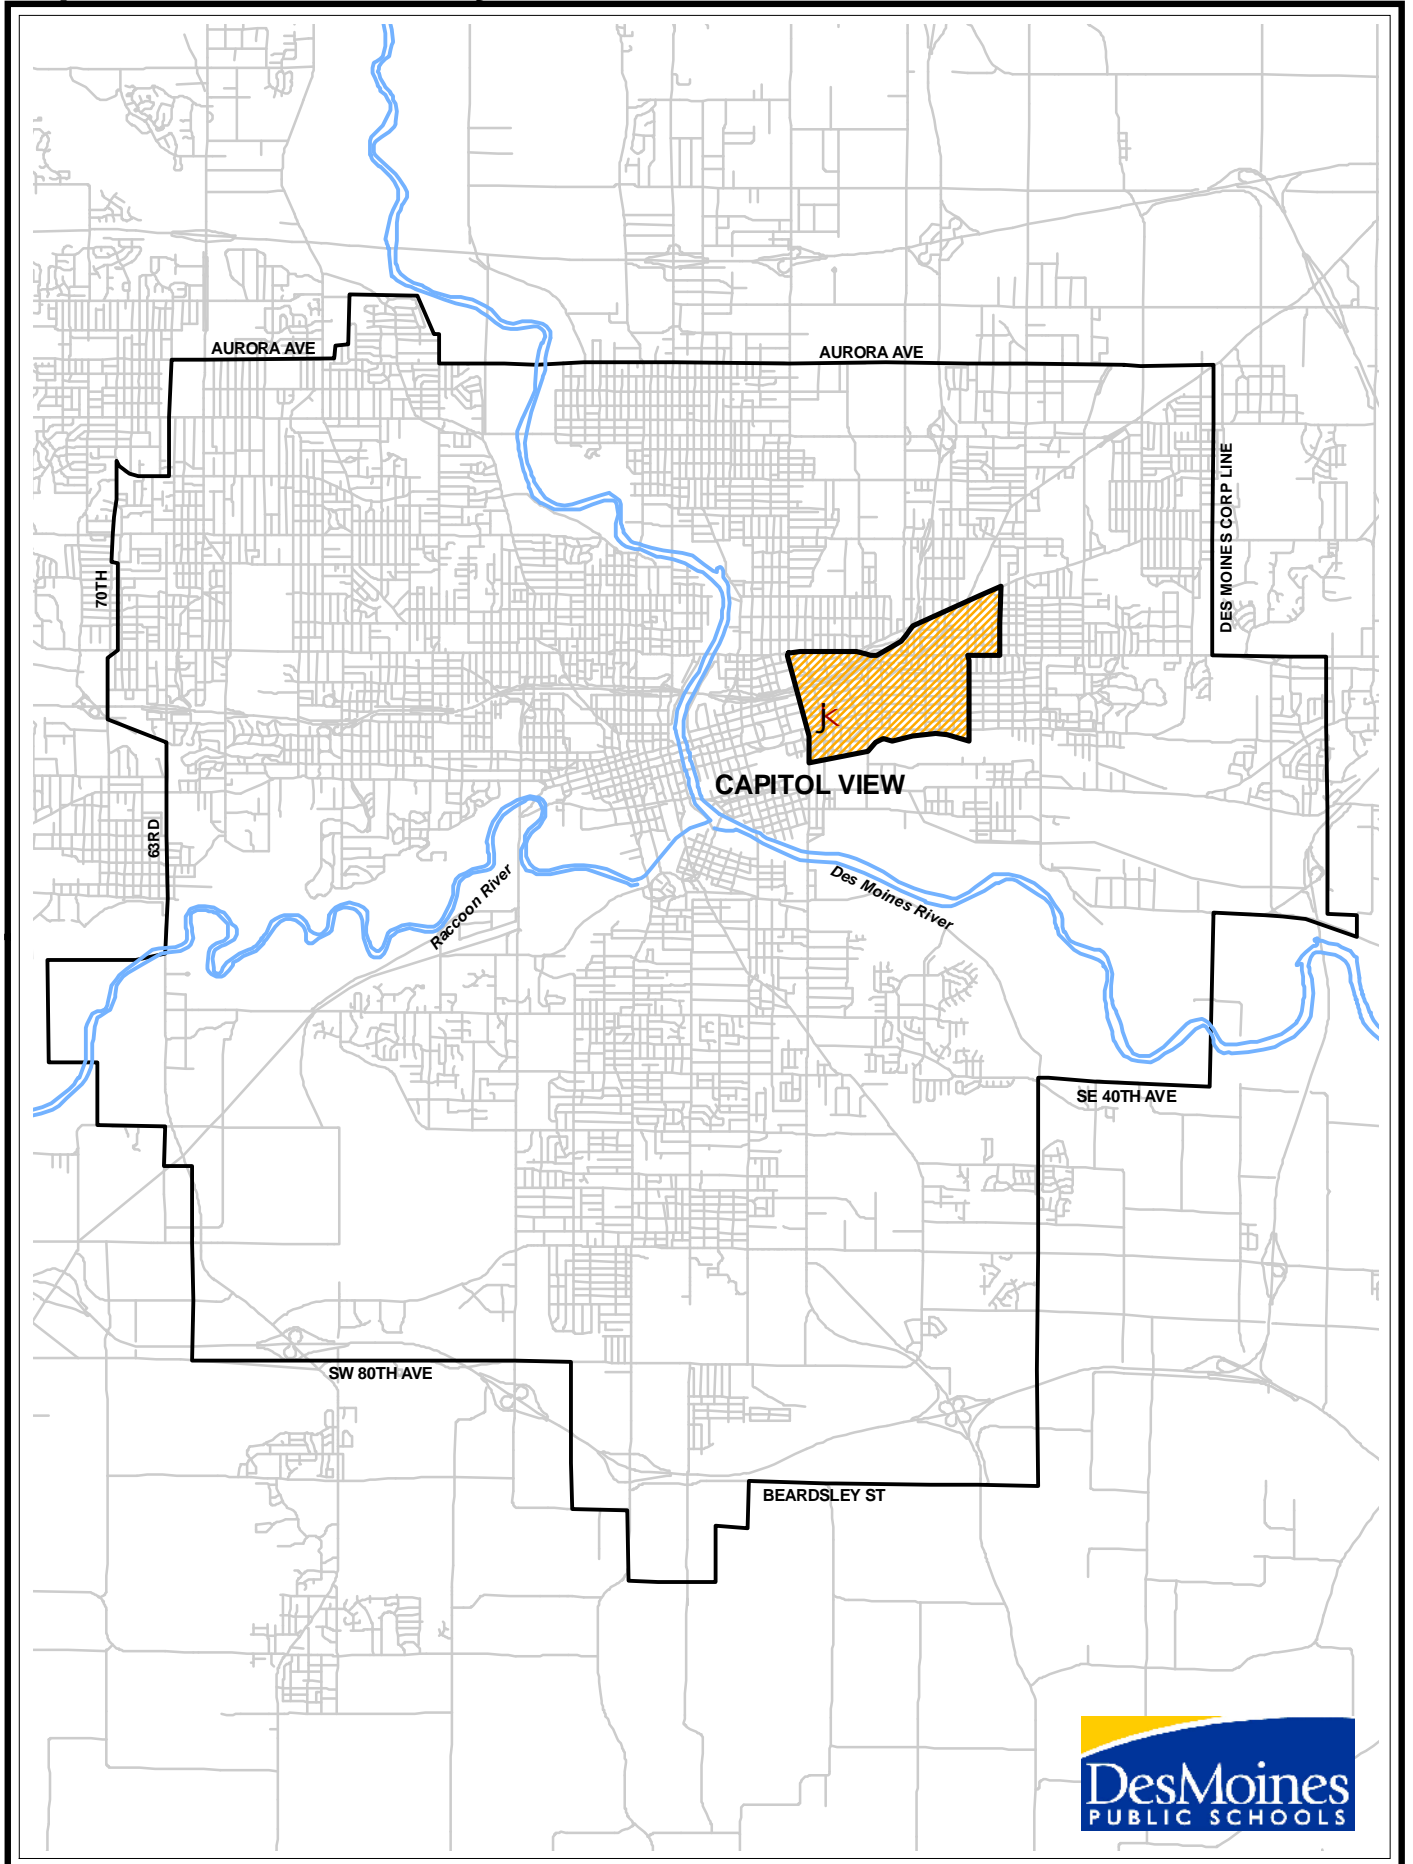 AURORA AVE
AURORA AVE
DES MOINES CORP LINE
70TH
jk
CAPITOL VIEW
63RD
Raccoon River
Des Moines River
SE 40TH AVE
SW 80TH AVE
BEARDSLEY ST
DesMoines
PUBLIC SCHOOLS